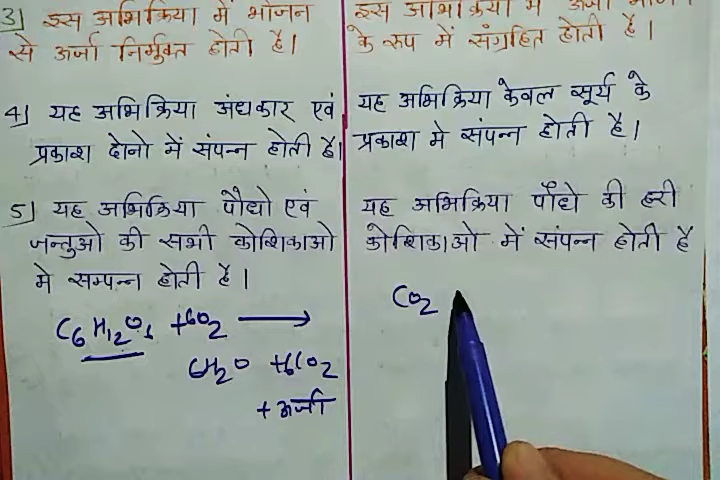 3] इस अभिक्रिया में भोजन
से ऊर्जा निर्मुक्त होती है।
4] यह अभिक्रिया अंधकार एवं
प्रकाश दोनो में संपन्न होती है।
5] यह अभिक्रिया पौधो एवं
जन्तुओ की सभी कोशिकाओ
मे सम्पन्न होती है।
C6H12O6 +6O2 ⟶
6H2O +6CO2
+ ऊर्जा
इस अभिक्रिया में ऊर्जा भोजन
के रूप में संग्रहित होती है।
यह अभिक्रिया केवल सूर्य के
प्रकाश मे संपन्न होती है।
यह अभिक्रिया पौधे की हरी
कोशिकाओ में संपन्न होती है
CO2